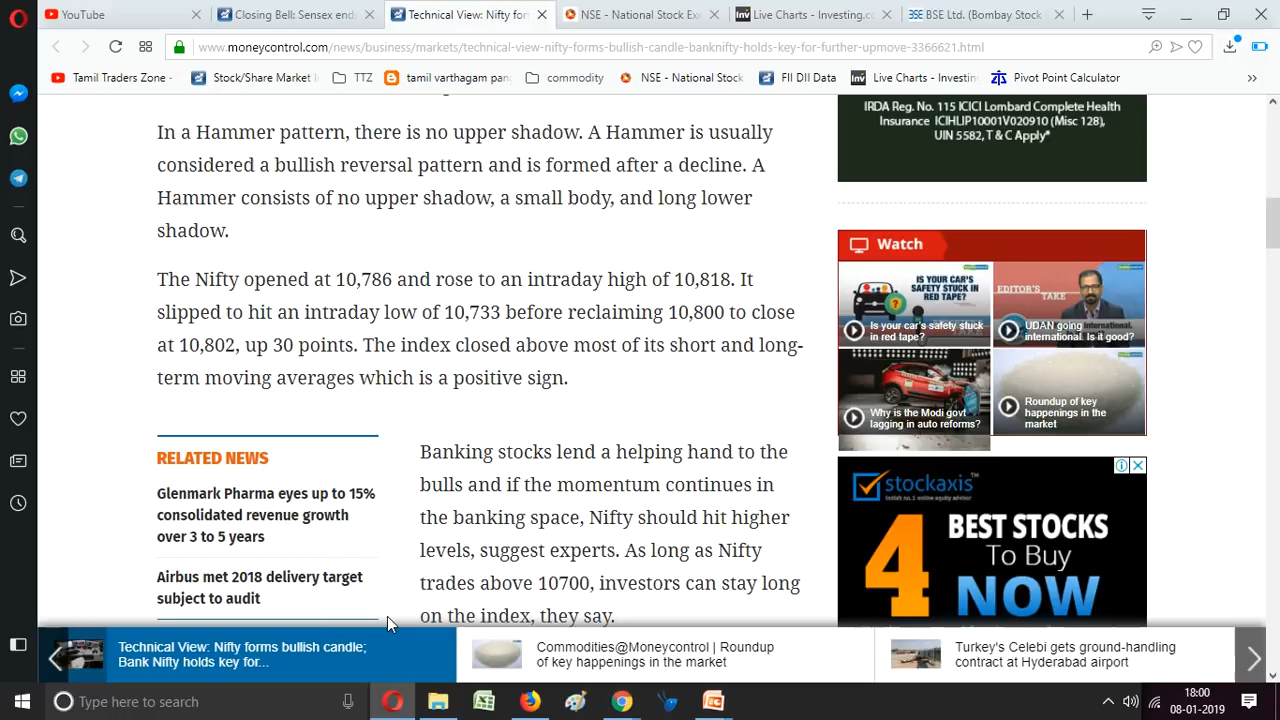 YouTube
Closing Bell: Sensex ends
Technical View: Nifty for
NSE - National Stock Ex
Live Charts - Investing.c
BSE Ltd. (Bombay Stock
www.moneycontrol.com/news/business/markets/technical-view-nifty-forms-bullish-candle-banknifty-holds-key-for-further-upmove-3366621.html
Tamil Traders Zone -
Stock/Share Market I
TTZ
tamil varthagam pan
commodity
NSE - National Stock
FII DII Data
Live Charts - Investin
Pivot Point Calculator
In a Hammer pattern, there is no upper shadow. A Hammer is usually
considered a bullish reversal pattern and is formed after a decline. A
Hammer consists of no upper shadow, a small body, and long lower
shadow.
The Nifty opened at 10,786 and rose to an intraday high of 10,818. It
slipped to hit an intraday low of 10,733 before reclaiming 10,800 to close
at 10,802, up 30 points. The index closed above most of its short and long-
term moving averages which is a positive sign.
RELATED NEWS
Glenmark Pharma eyes up to 15%
consolidated revenue growth
over 3 to 5 years
Airbus met 2018 delivery target
subject to audit
Banking stocks lend a helping hand to the
bulls and if the momentum continues in
the banking space, Nifty should hit higher
levels, suggest experts. As long as Nifty
trades above 10700, investors can stay long
on the index, they say.
IRDA Reg. No. 115 ICICI Lombard Complete Health
Insurance ICIHLIP10001V020910 (Misc 128),
UIN 5582, T & C Apply*
Watch
IS YOUR CAR'S
SAFETY STUCK IN
RED TAPE?
Is your car's safety stuck
in red tape?
EDITOR'S
TAKE
UDAN going
international. Is it good?
Why is the Modi govt
lagging in auto reforms?
Roundup of key
happenings in the
market
stockaxis
4 BEST STOCKS
To Buy
NOW
Technical View: Nifty forms bullish candle;
Bank Nifty holds key for...
Commodities@Moneycontrol | Roundup
of key happenings in the market
Turkey's Celebi gets ground-handling
contract at Hyderabad airport
Type here to search
18:00
08-01-2019